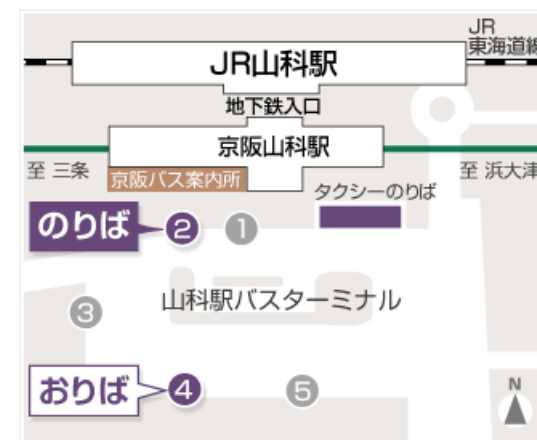 JR
東海道線
JR山科駅
地下鉄入口
京阪山科駅
至 三条
京阪バス案内所
至 浜大津
タクシーのりば
のりば
2
1
山科駅バスターミナル
3
おりば
4
5
N